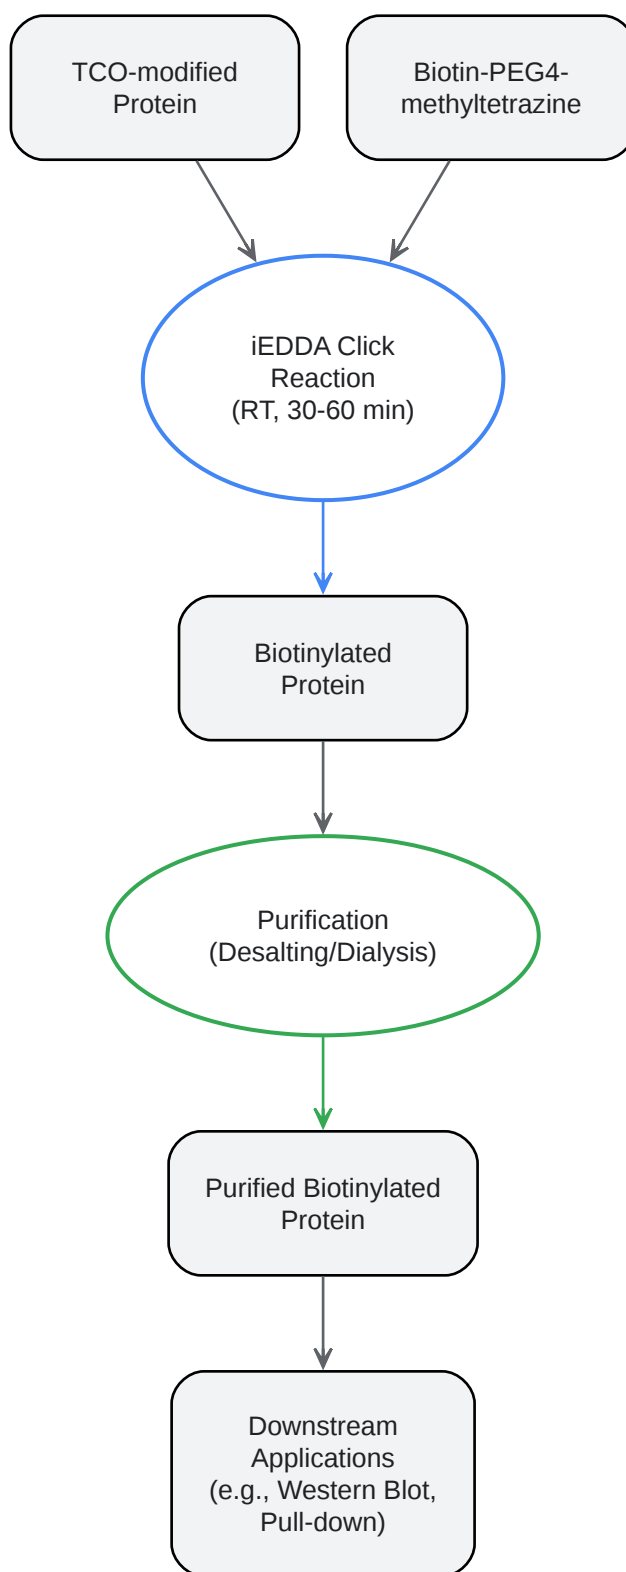 TCO-modified
Protein
Biotin-PEG4-
methyltetrazine
iEDDA Click
Reaction
(RT, 30-60 min)
Biotinylated
Protein
Purification
(Desalting/Dialysis)
Purified Biotinylated
Protein
Downstream
Applications
(e.g., Western Blot,
Pull-down)